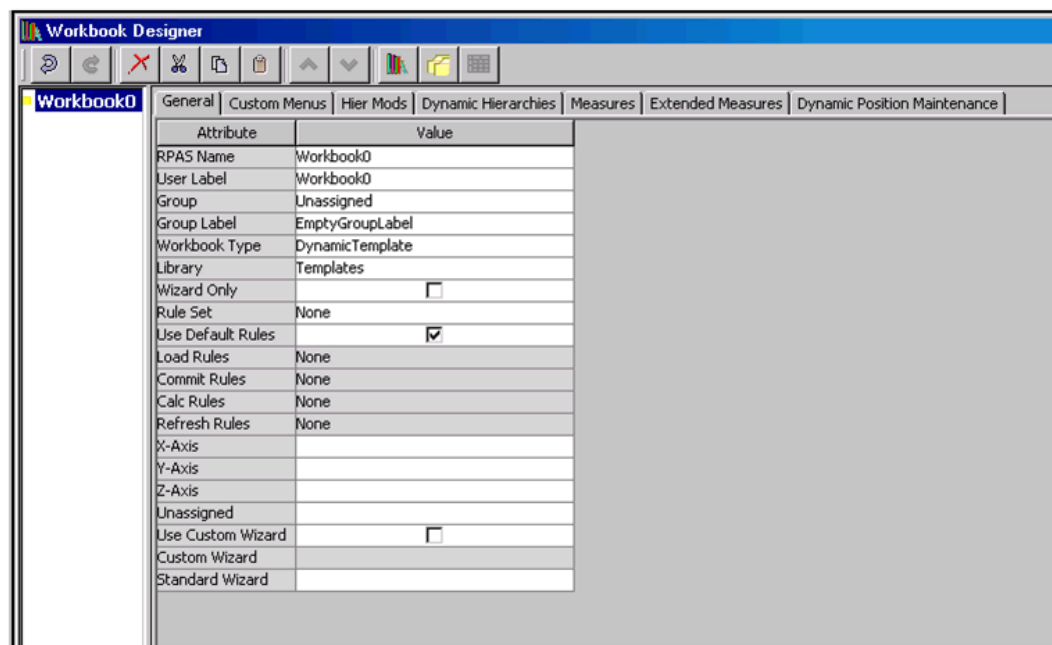 Workbook Designer
Workbook0
General Custom Menus Hier Mods Dynamic Hierarchies Measures Extended Measures Dynamic Position Maintenance
Attribute Value
RPAS Name Workbook0
User Label Workbook0
Group Unassigned
Group Label EmptyGroupLabel
Workbook Type DynamicTemplate
Library Templates
Wizard Only
Rule Set None
Use Default Rules
Load Rules None
Commit Rules None
Calc Rules None
Refresh Rules None
X-Axis
Y-Axis
Z-Axis
Unassigned
Use Custom Wizard
Custom Wizard
Standard Wizard